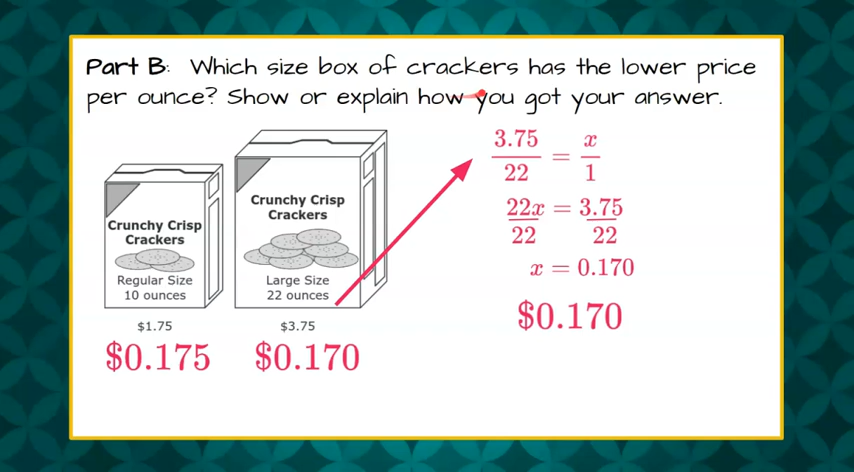 Part B: Which size box of crackers has the lower price
per ounce? Show or explain how you got your answer.
Crunchy Crisp
Crackers
Regular Size
10 ounces
$1.75
$0.175
Crunchy Crisp
Crackers
Large Size
22 ounces
$3.75
$0.170
3.75/22 = x/1
22x/22 = 3.75/22
x = 0.170
$0.170